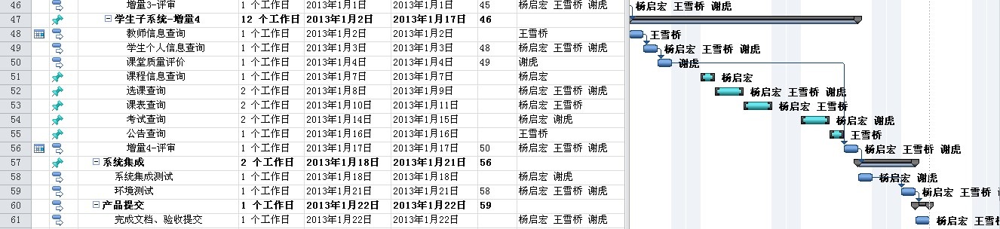 46 增量3-评审 1 个工作日 2013年1月1日 2013年1月1日 45 杨启宏 王雪桥 谢虎 杨启宏 王雪桥 谢虎
47 学生子系统-增量4 12 个工作日 2013年1月2日 2013年1月17日 46
48 教师信息查询 1 个工作日 2013年1月2日 2013年1月2日 王雪桥 王雪桥
49 学生个人信息查询 1 个工作日 2013年1月3日 2013年1月3日 48 杨启宏 王雪桥 谢虎 杨启宏 王雪桥 谢虎
50 课堂质量评价 1 个工作日 2013年1月4日 2013年1月4日 49 谢虎 谢虎
51 课程信息查询 1 个工作日 2013年1月7日 2013年1月7日 杨启宏 杨启宏
52 选课查询 2 个工作日 2013年1月8日 2013年1月9日 杨启宏 王雪桥 谢虎 杨启宏 王雪桥 谢虎
53 课表查询 2 个工作日 2013年1月10日 2013年1月11日 杨启宏 王雪桥 杨启宏 王雪桥
54 考试查询 2 个工作日 2013年1月14日 2013年1月15日 杨启宏 谢虎 杨启宏 谢虎
55 公告查询 1 个工作日 2013年1月16日 2013年1月16日 王雪桥 王雪桥
56 增量4-评审 1 个工作日 2013年1月17日 2013年1月17日 50 杨启宏 王雪桥 谢虎 杨启宏 王雪桥 谢虎
57 系统集成 2 个工作日 2013年1月18日 2013年1月21日 56
58 系统集成测试 1 个工作日 2013年1月18日 2013年1月18日 杨启宏 谢虎 杨启宏 谢虎
59 环境测试 1 个工作日 2013年1月21日 2013年1月21日 58 杨启宏 王雪桥 谢虎 杨启宏 王雪桥 谢虎
60 产品提交 1 个工作日 2013年1月22日 2013年1月22日 59
61 完成文档、验收提交 1 个工作日 2013年1月22日 2013年1月22日 杨启宏 王雪桥 谢虎 杨启宏 王雪桥